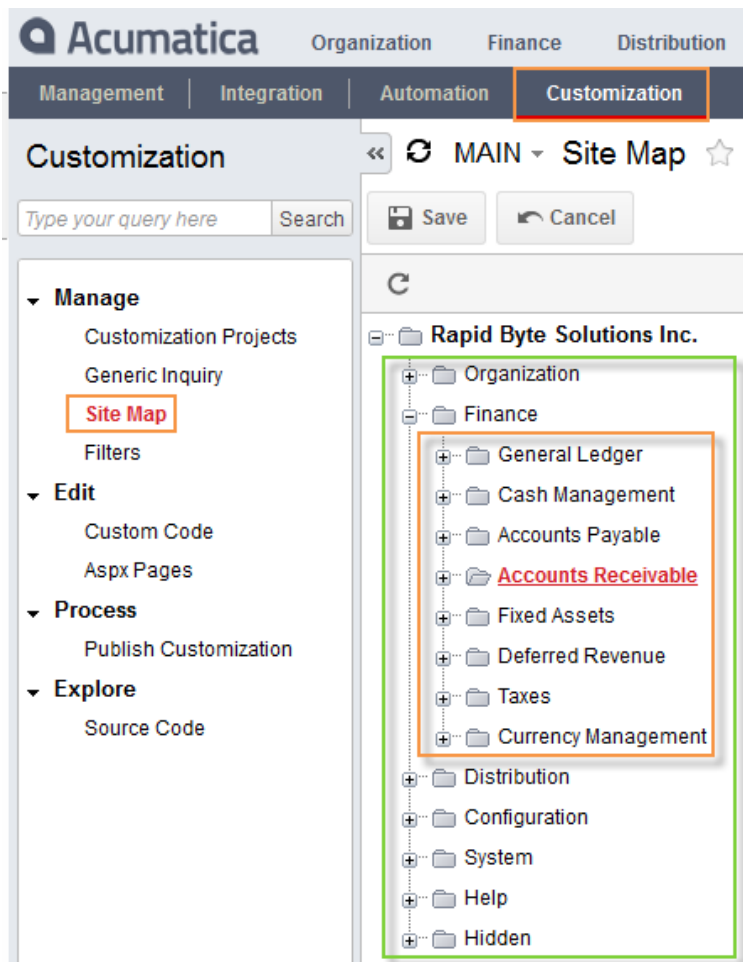 Acumatica Organization Finance Distribution
Management Integration Automation Customization
Customization
Type your query here Search
Manage
Customization Projects
Generic Inquiry
Site Map
Filters
Edit
Custom Code
Aspx Pages
Process
Publish Customization
Explore
Source Code
MAIN Site Map
Save Cancel
Rapid Byte Solutions Inc.
Organization
Finance
General Ledger
Cash Management
Accounts Payable
Accounts Receivable
Fixed Assets
Deferred Revenue
Taxes
Currency Management
Distribution
Configuration
System
Help
Hidden